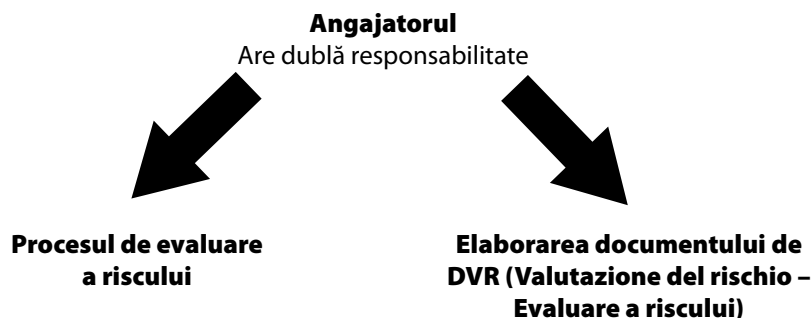 Angajatorul
Are dublă responsabilitate
Procesul de evaluare
a riscului
Elaborarea documentului de
DVR (Valutazione del rischio –
Evaluare a riscului)